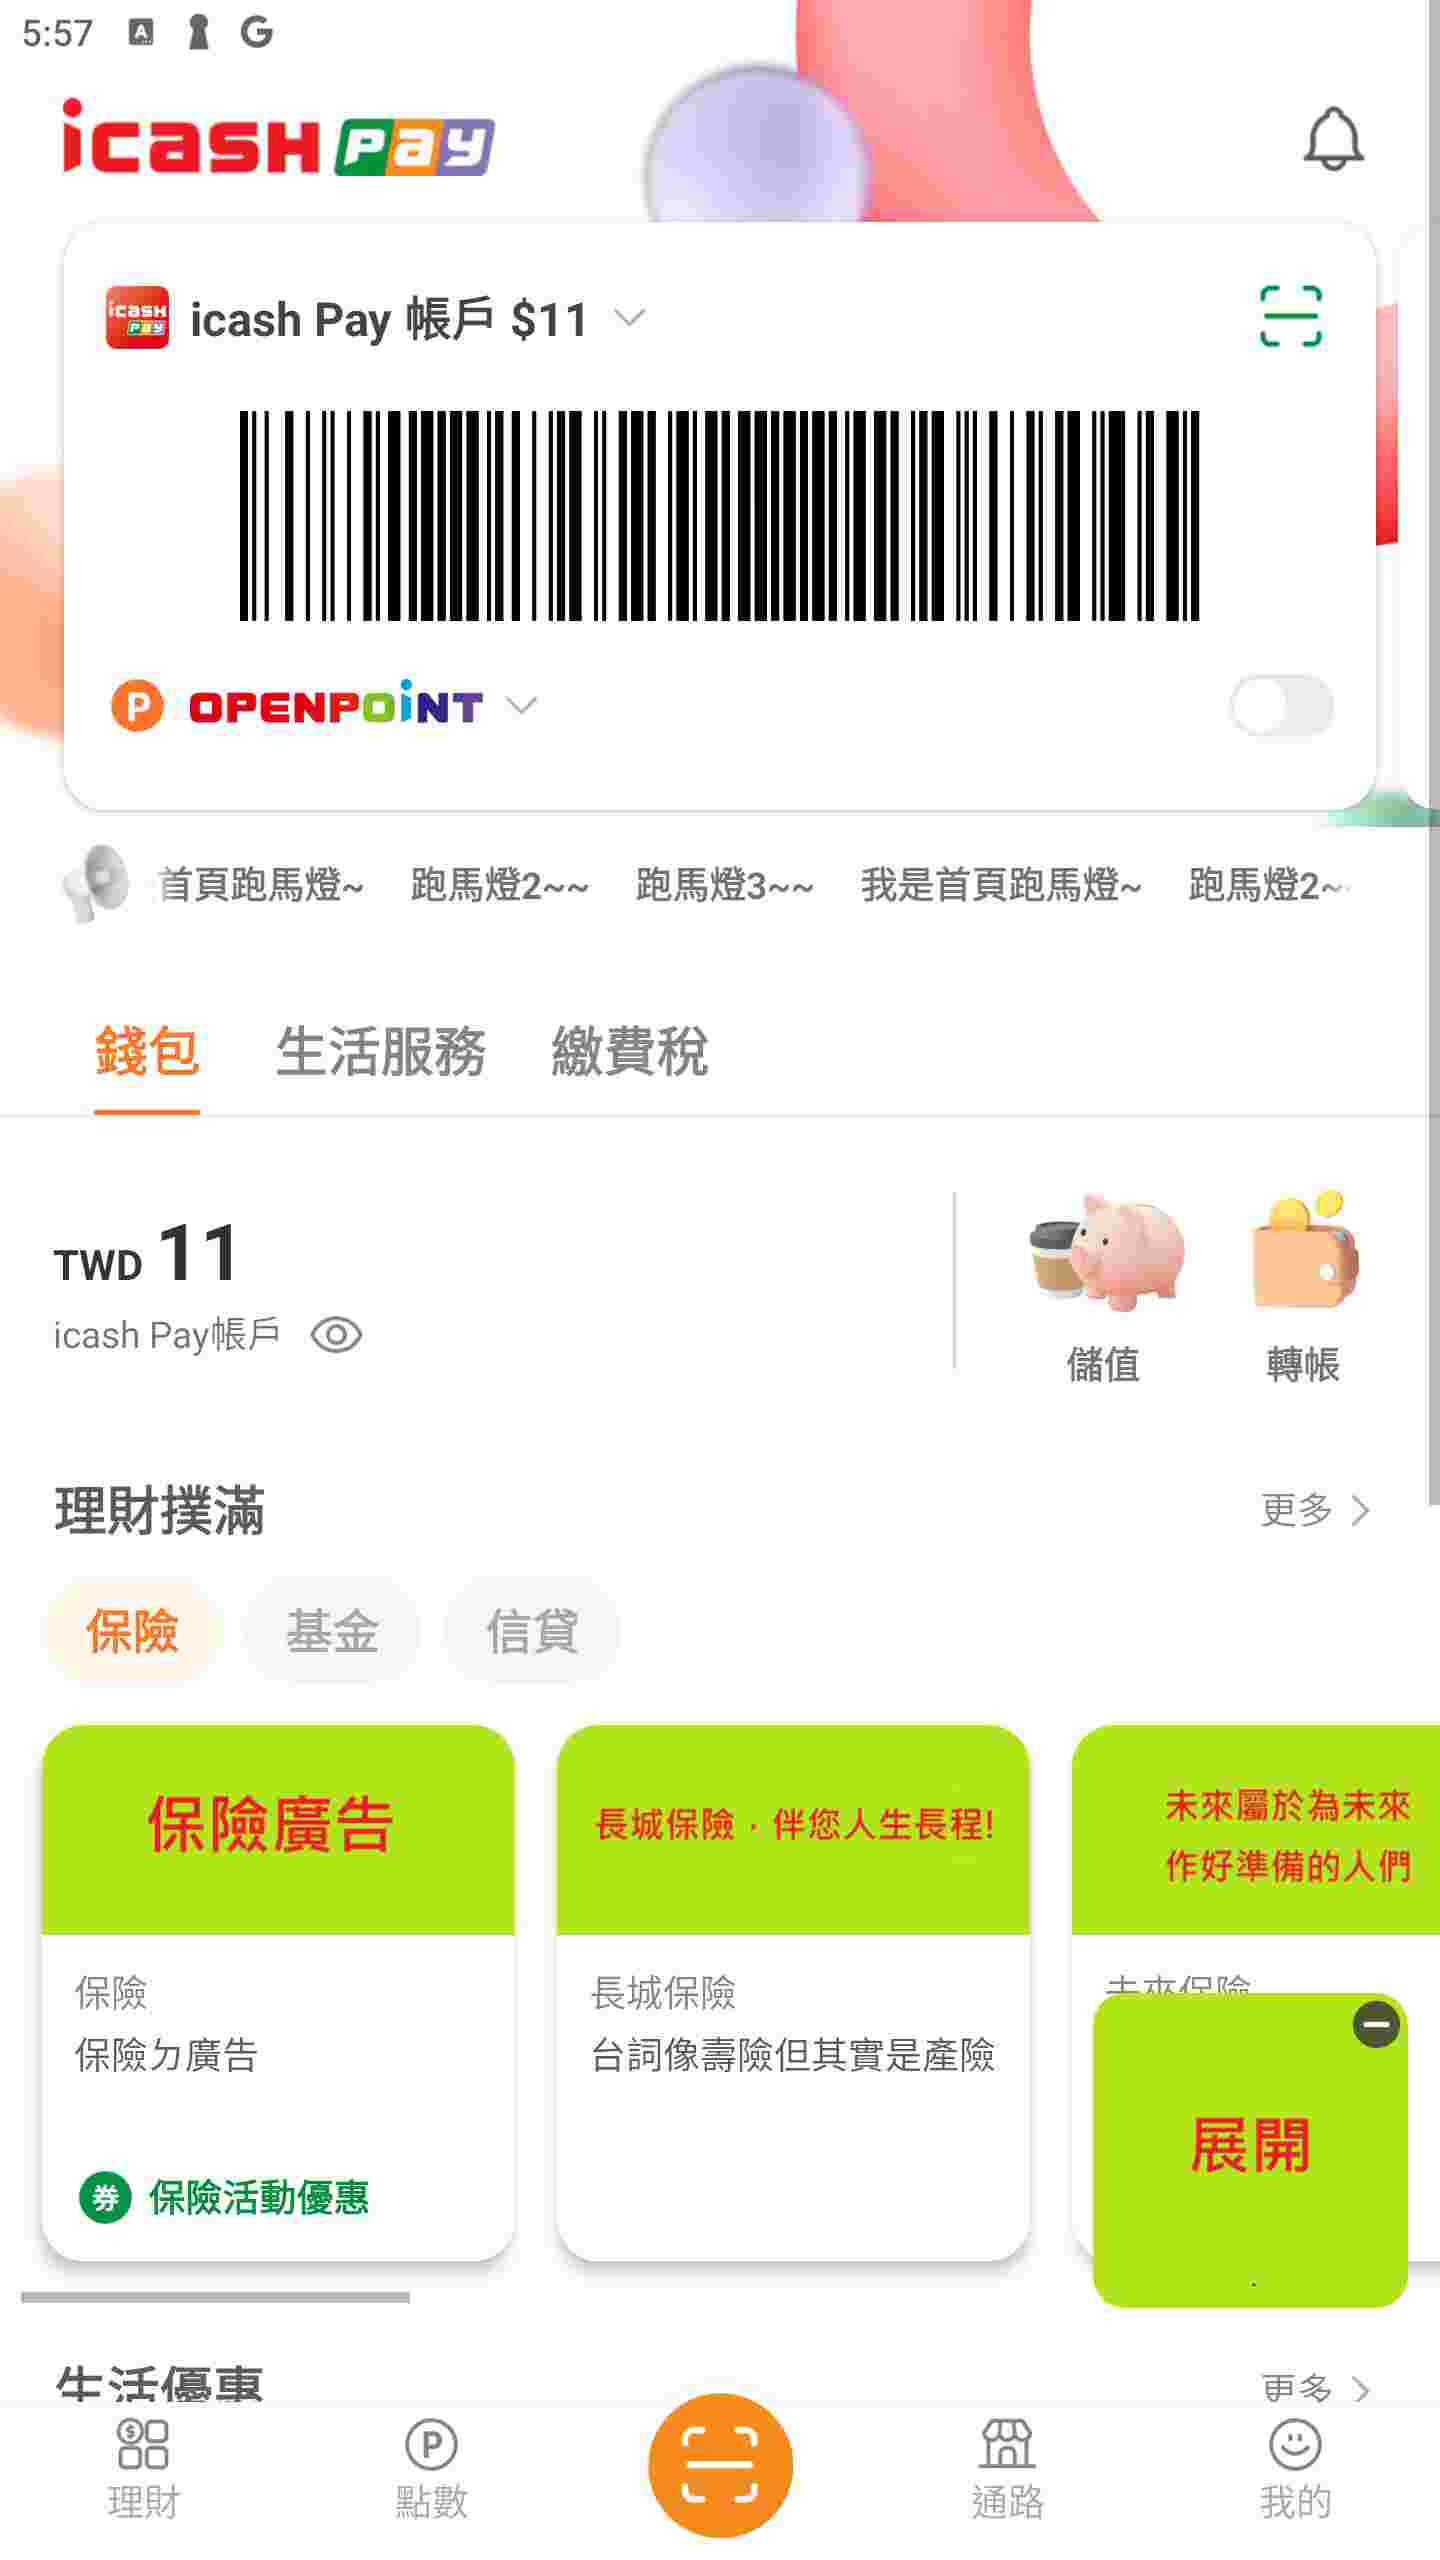 5:57
icash Pay
icash Pay 帳戶 $11
OPENPOINT
首頁跑馬燈~ 跑馬燈2~~ 跑馬燈3~~ 我是首頁跑馬燈~ 跑馬燈2~
錢包 生活服務 繳費稅
TWD 11
icash Pay帳戶
儲值 轉帳
理財撲滿 更多
保險 基金 信貸
保險廣告
保險
保險ㄉ廣告
券 保險活動優惠
長城保險，伴您人生長程!
長城保險
台詞像壽險但其實是產險
未來屬於為未來
作好準備的人們
未來保險
展開
生活優惠 更多
理財 點數 通路 我的